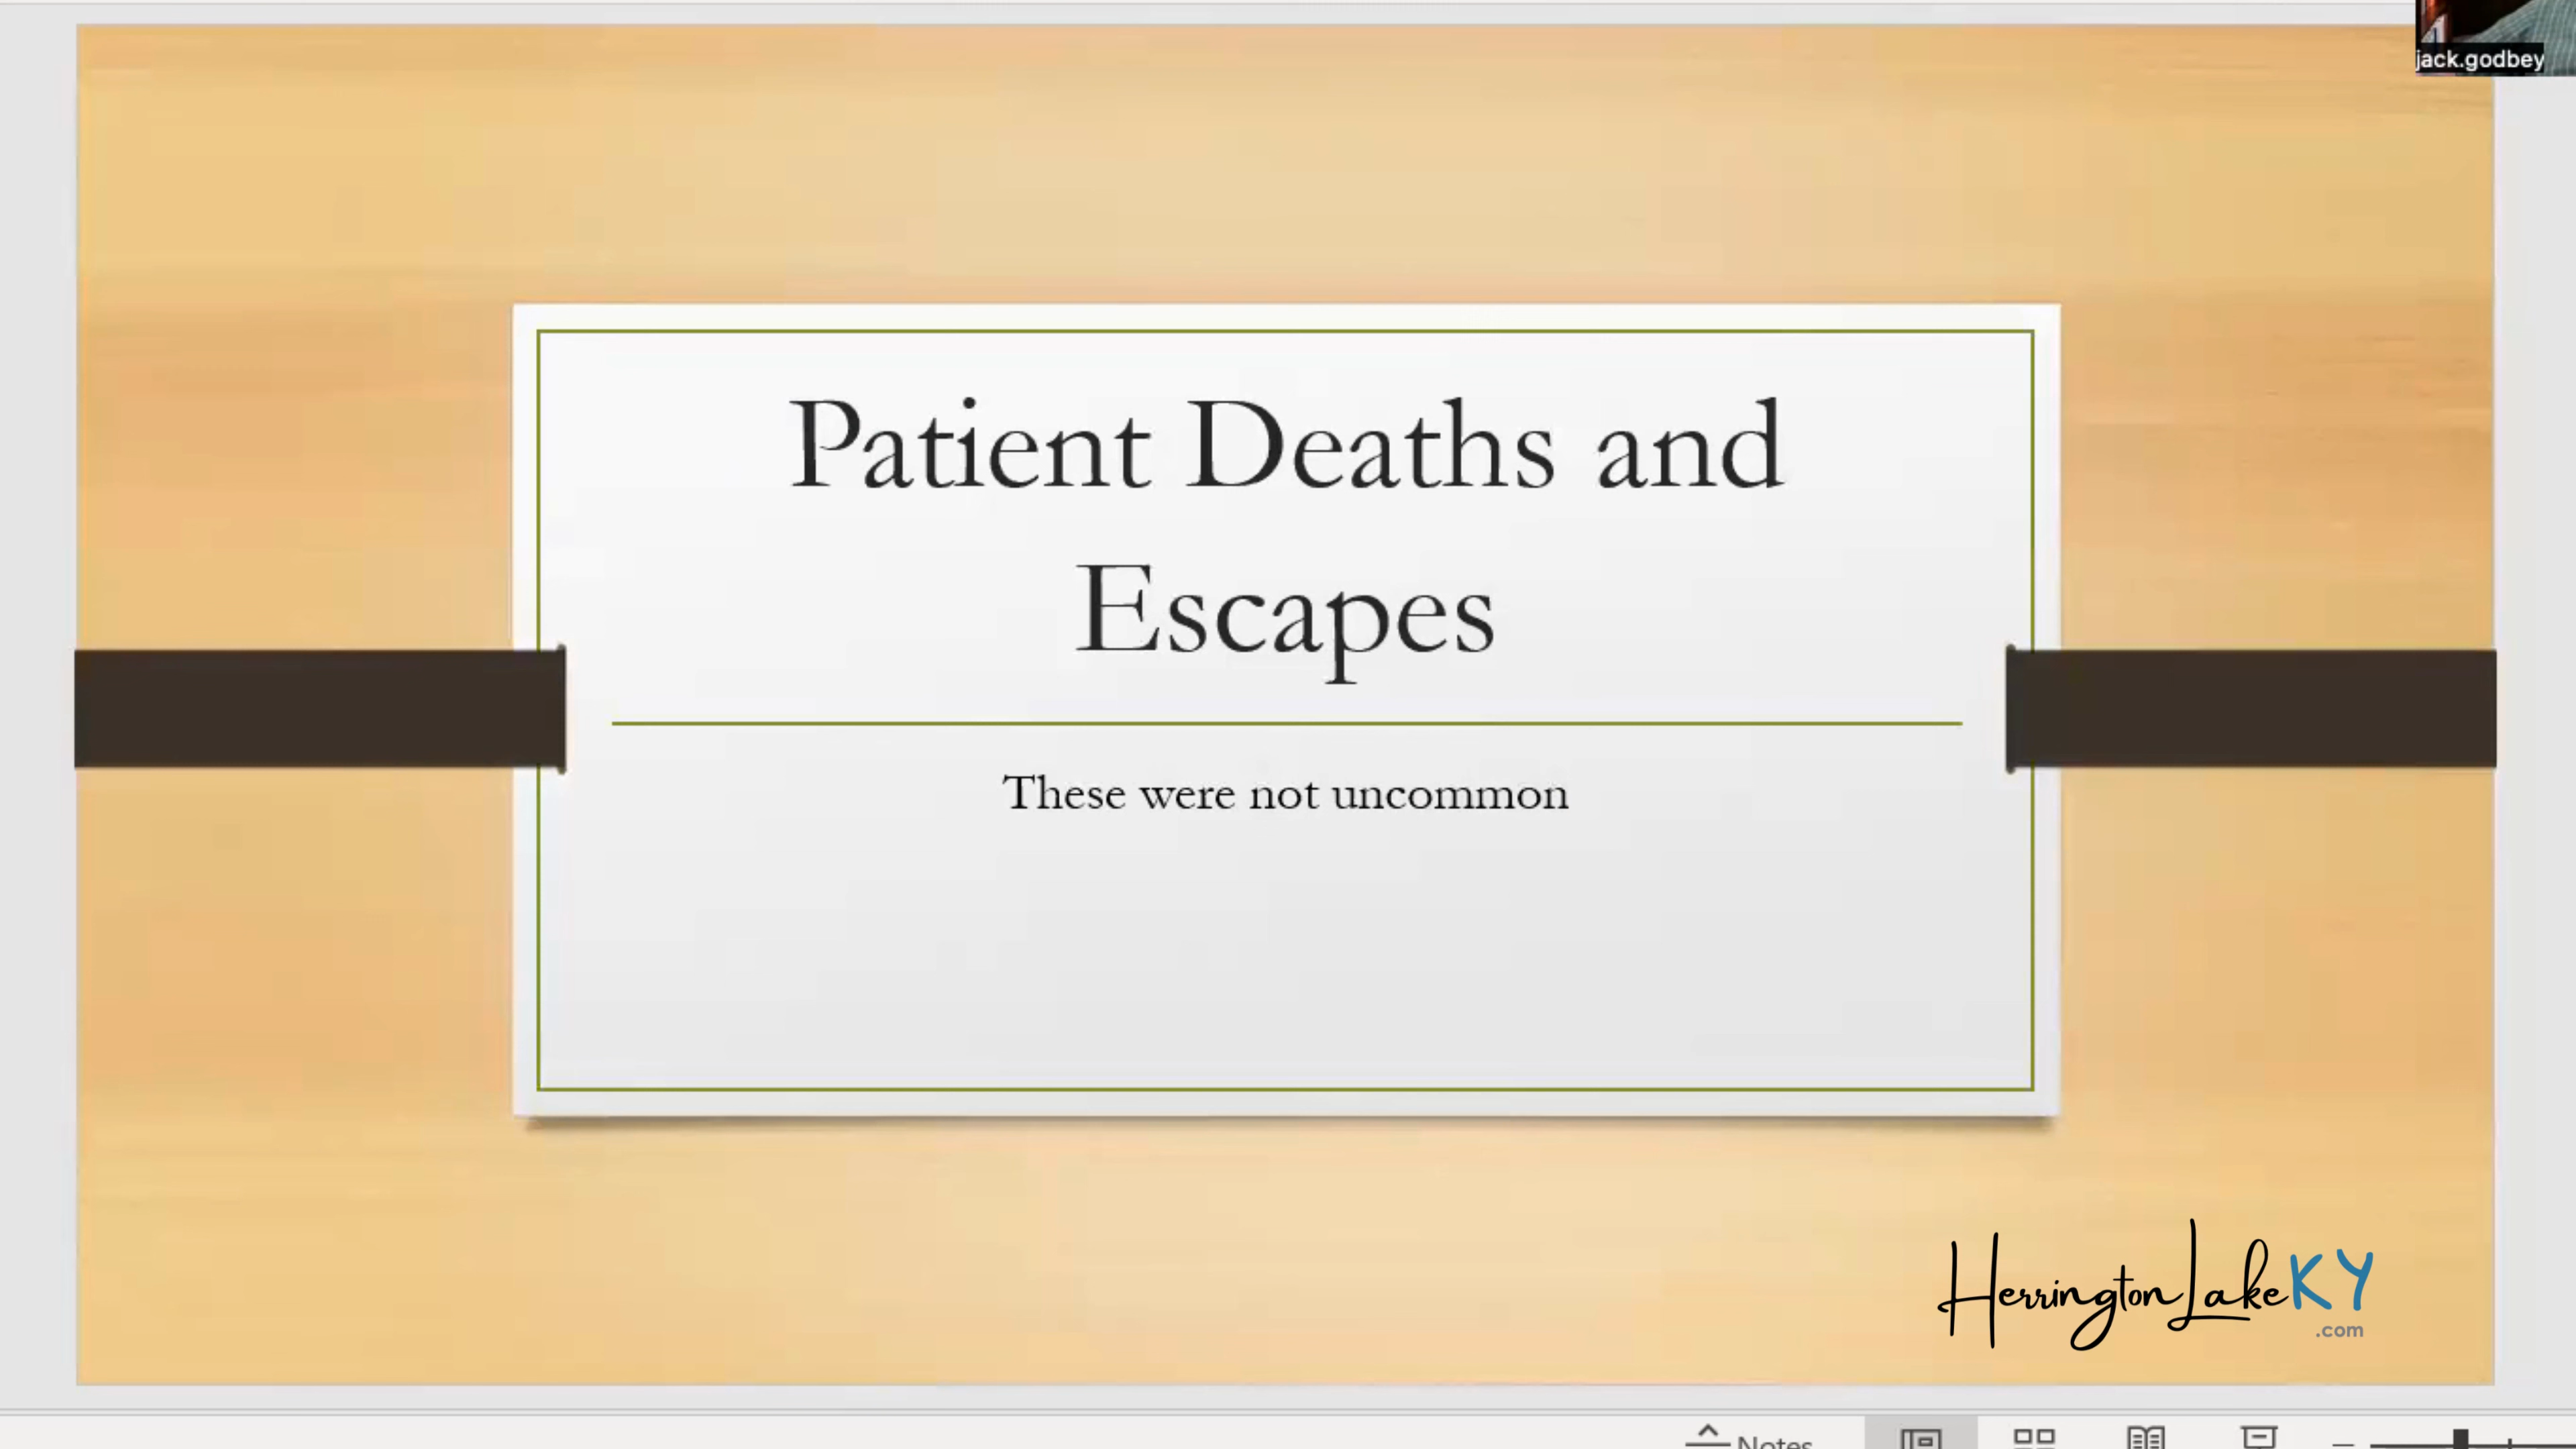 jack.godbey
Patient Deaths and
Escapes
These were not uncommon
HerringtonLakeKY
.com
Notes